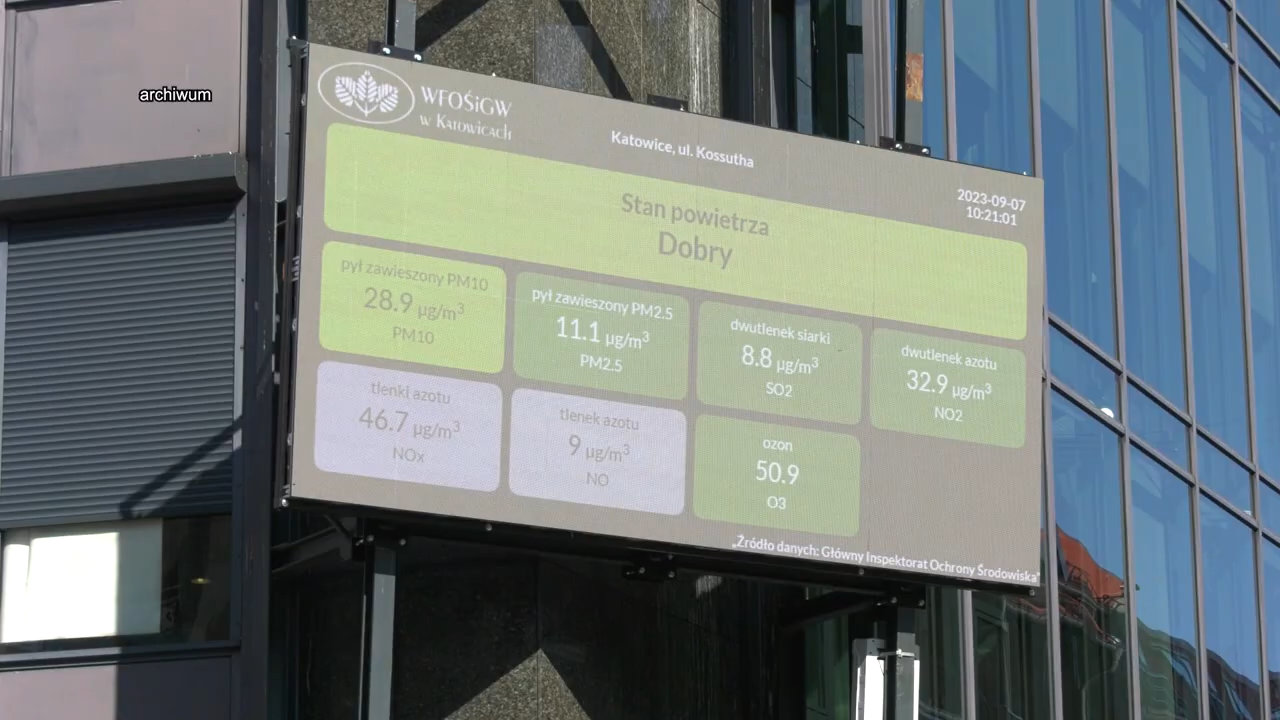 archiwum
WFOŚiGW
w Katowicach
Katowice, ul. Kossutha
2023-09-07
10:21:01
Stan powietrza
Dobry
pył zawieszony PM10
28.9 µg/m³
PM10
pył zawieszony PM2.5
11.1 µg/m³
PM2.5
dwutlenek siarki
8.8 µg/m³
SO2
dwutlenek azotu
32.9 µg/m³
NO2
tlenki azotu
46.7 µg/m³
NOx
tlenek azotu
9 µg/m³
NO
ozon
50.9
O3
„Źródło danych: Główny Inspektorat Ochrony Środowiska"